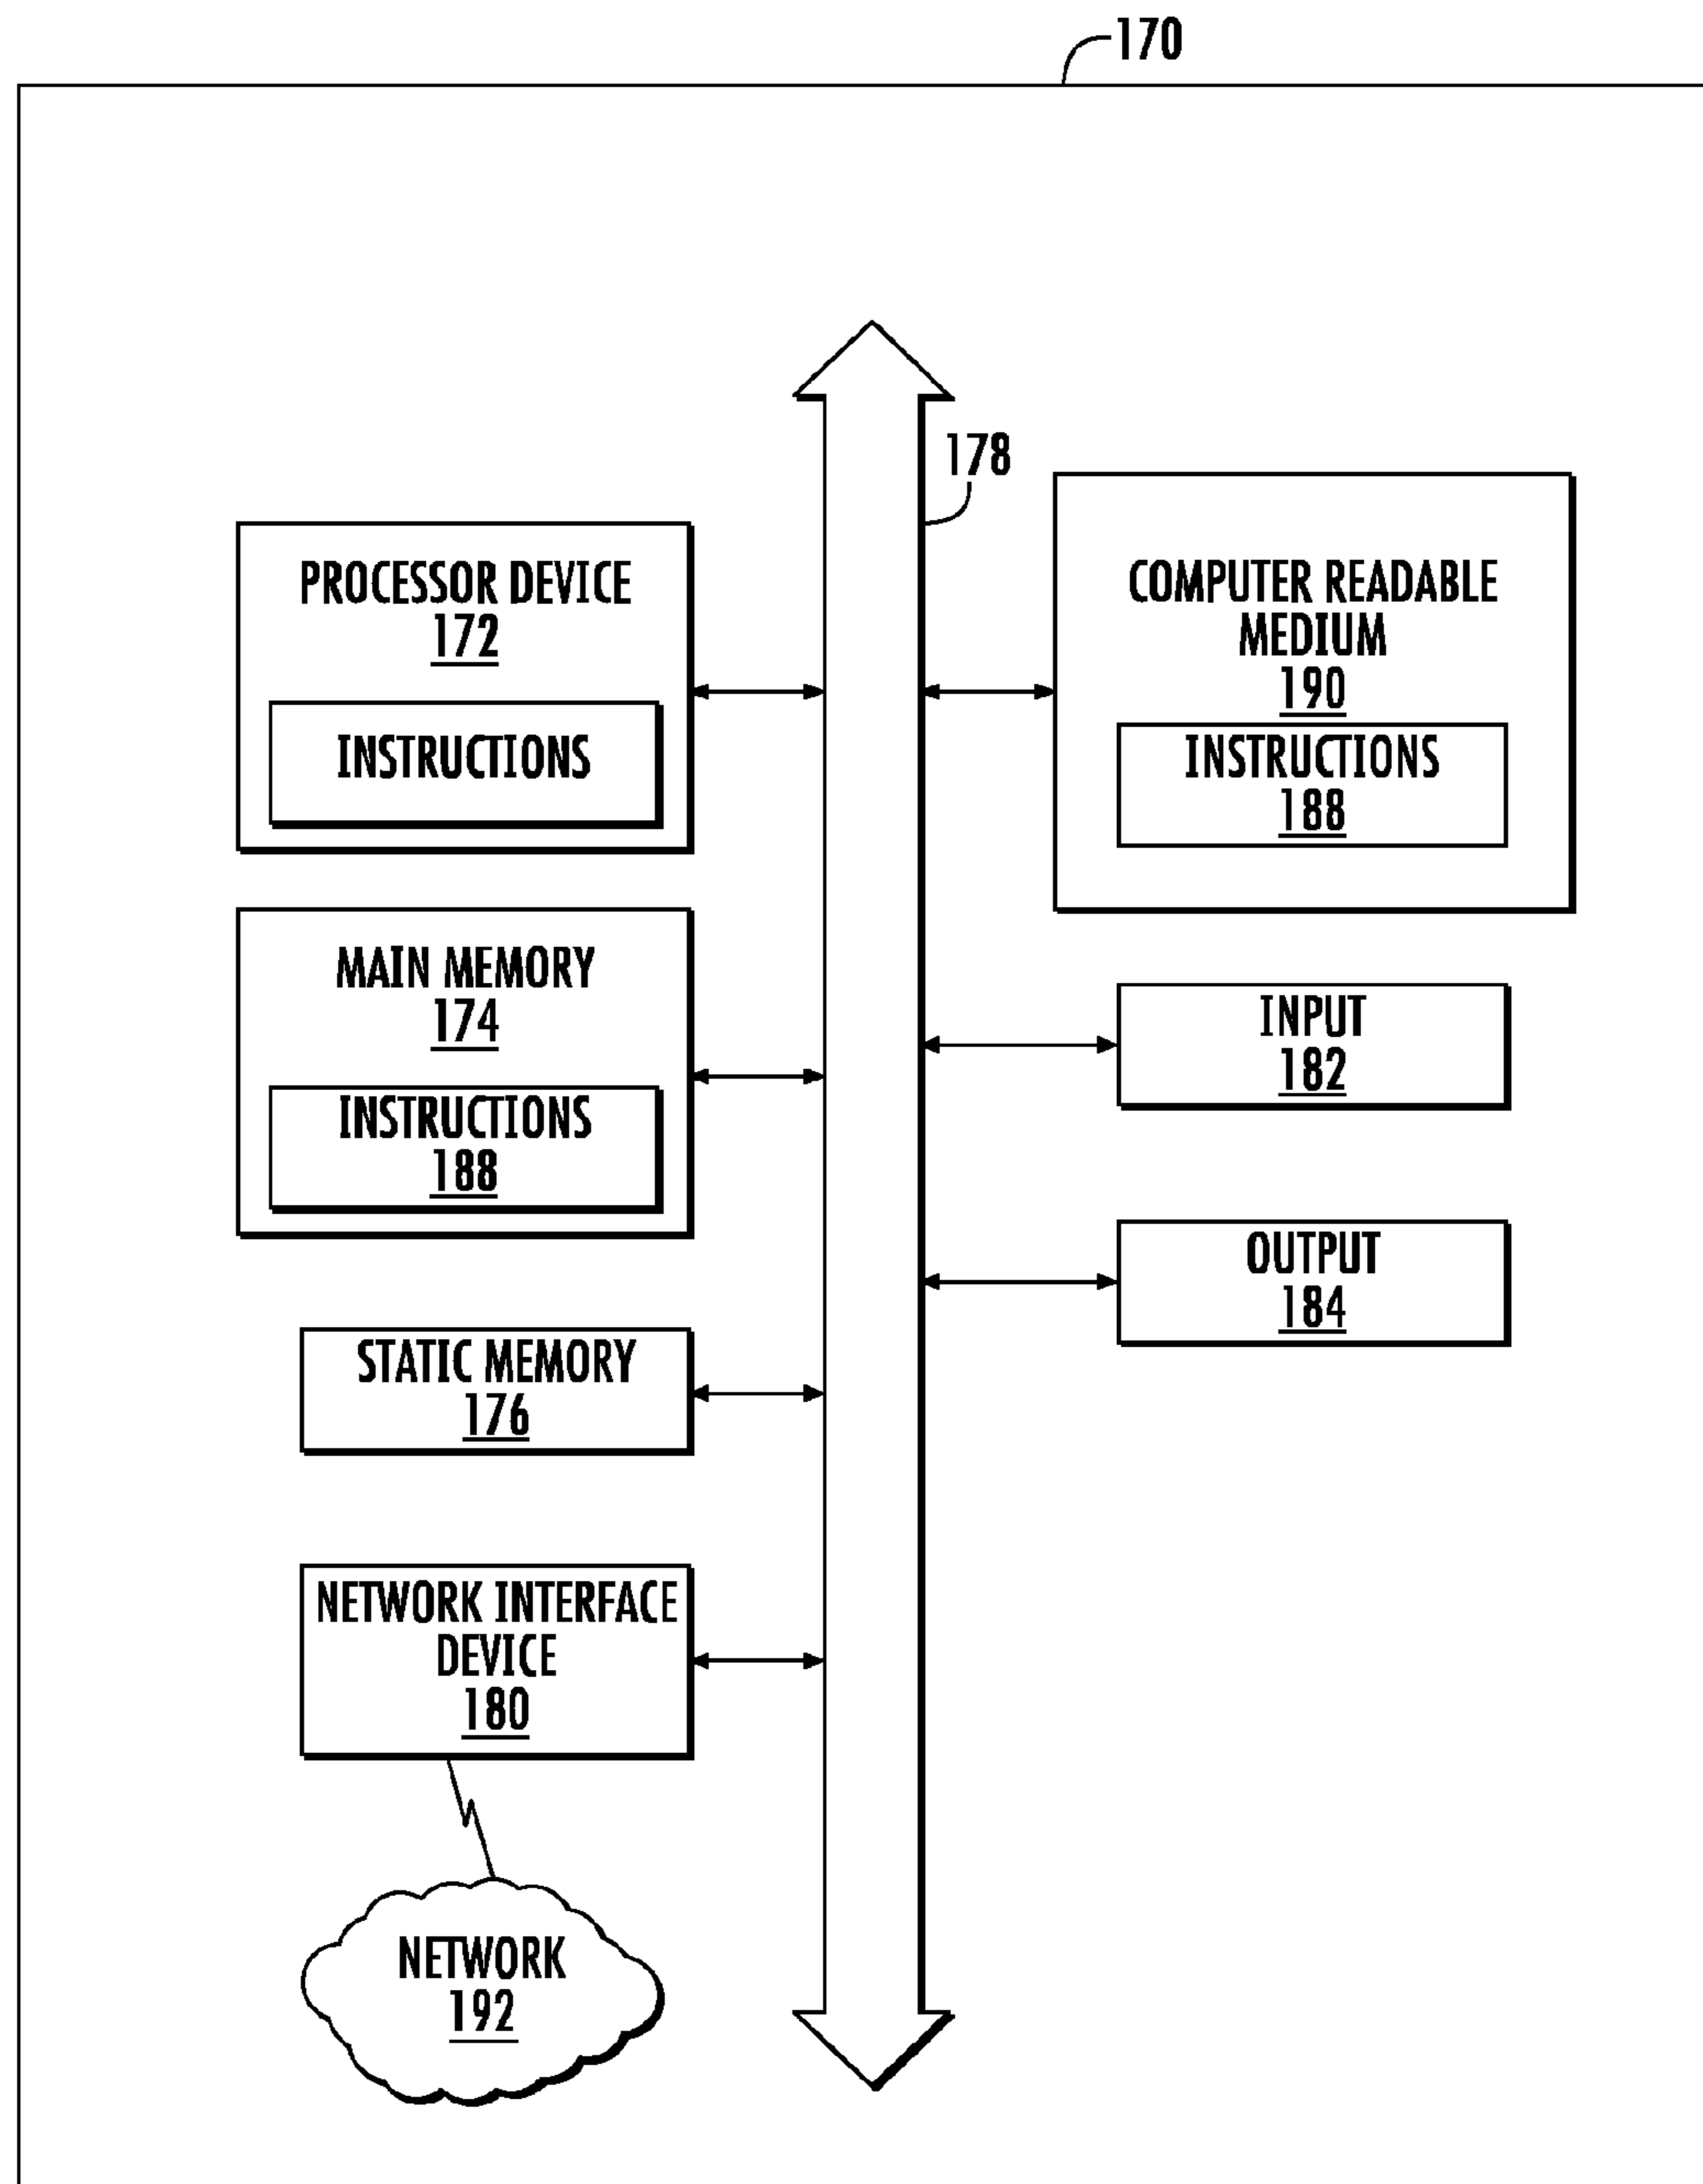 170
178
PROCESSOR DEVICE
172
INSTRUCTIONS
MAIN MEMORY
174
INSTRUCTIONS
188
STATIC MEMORY
176
NETWORK INTERFACE
DEVICE
180
NETWORK
192
COMPUTER READABLE
MEDIUM
190
INSTRUCTIONS
188
INPUT
182
OUTPUT
184